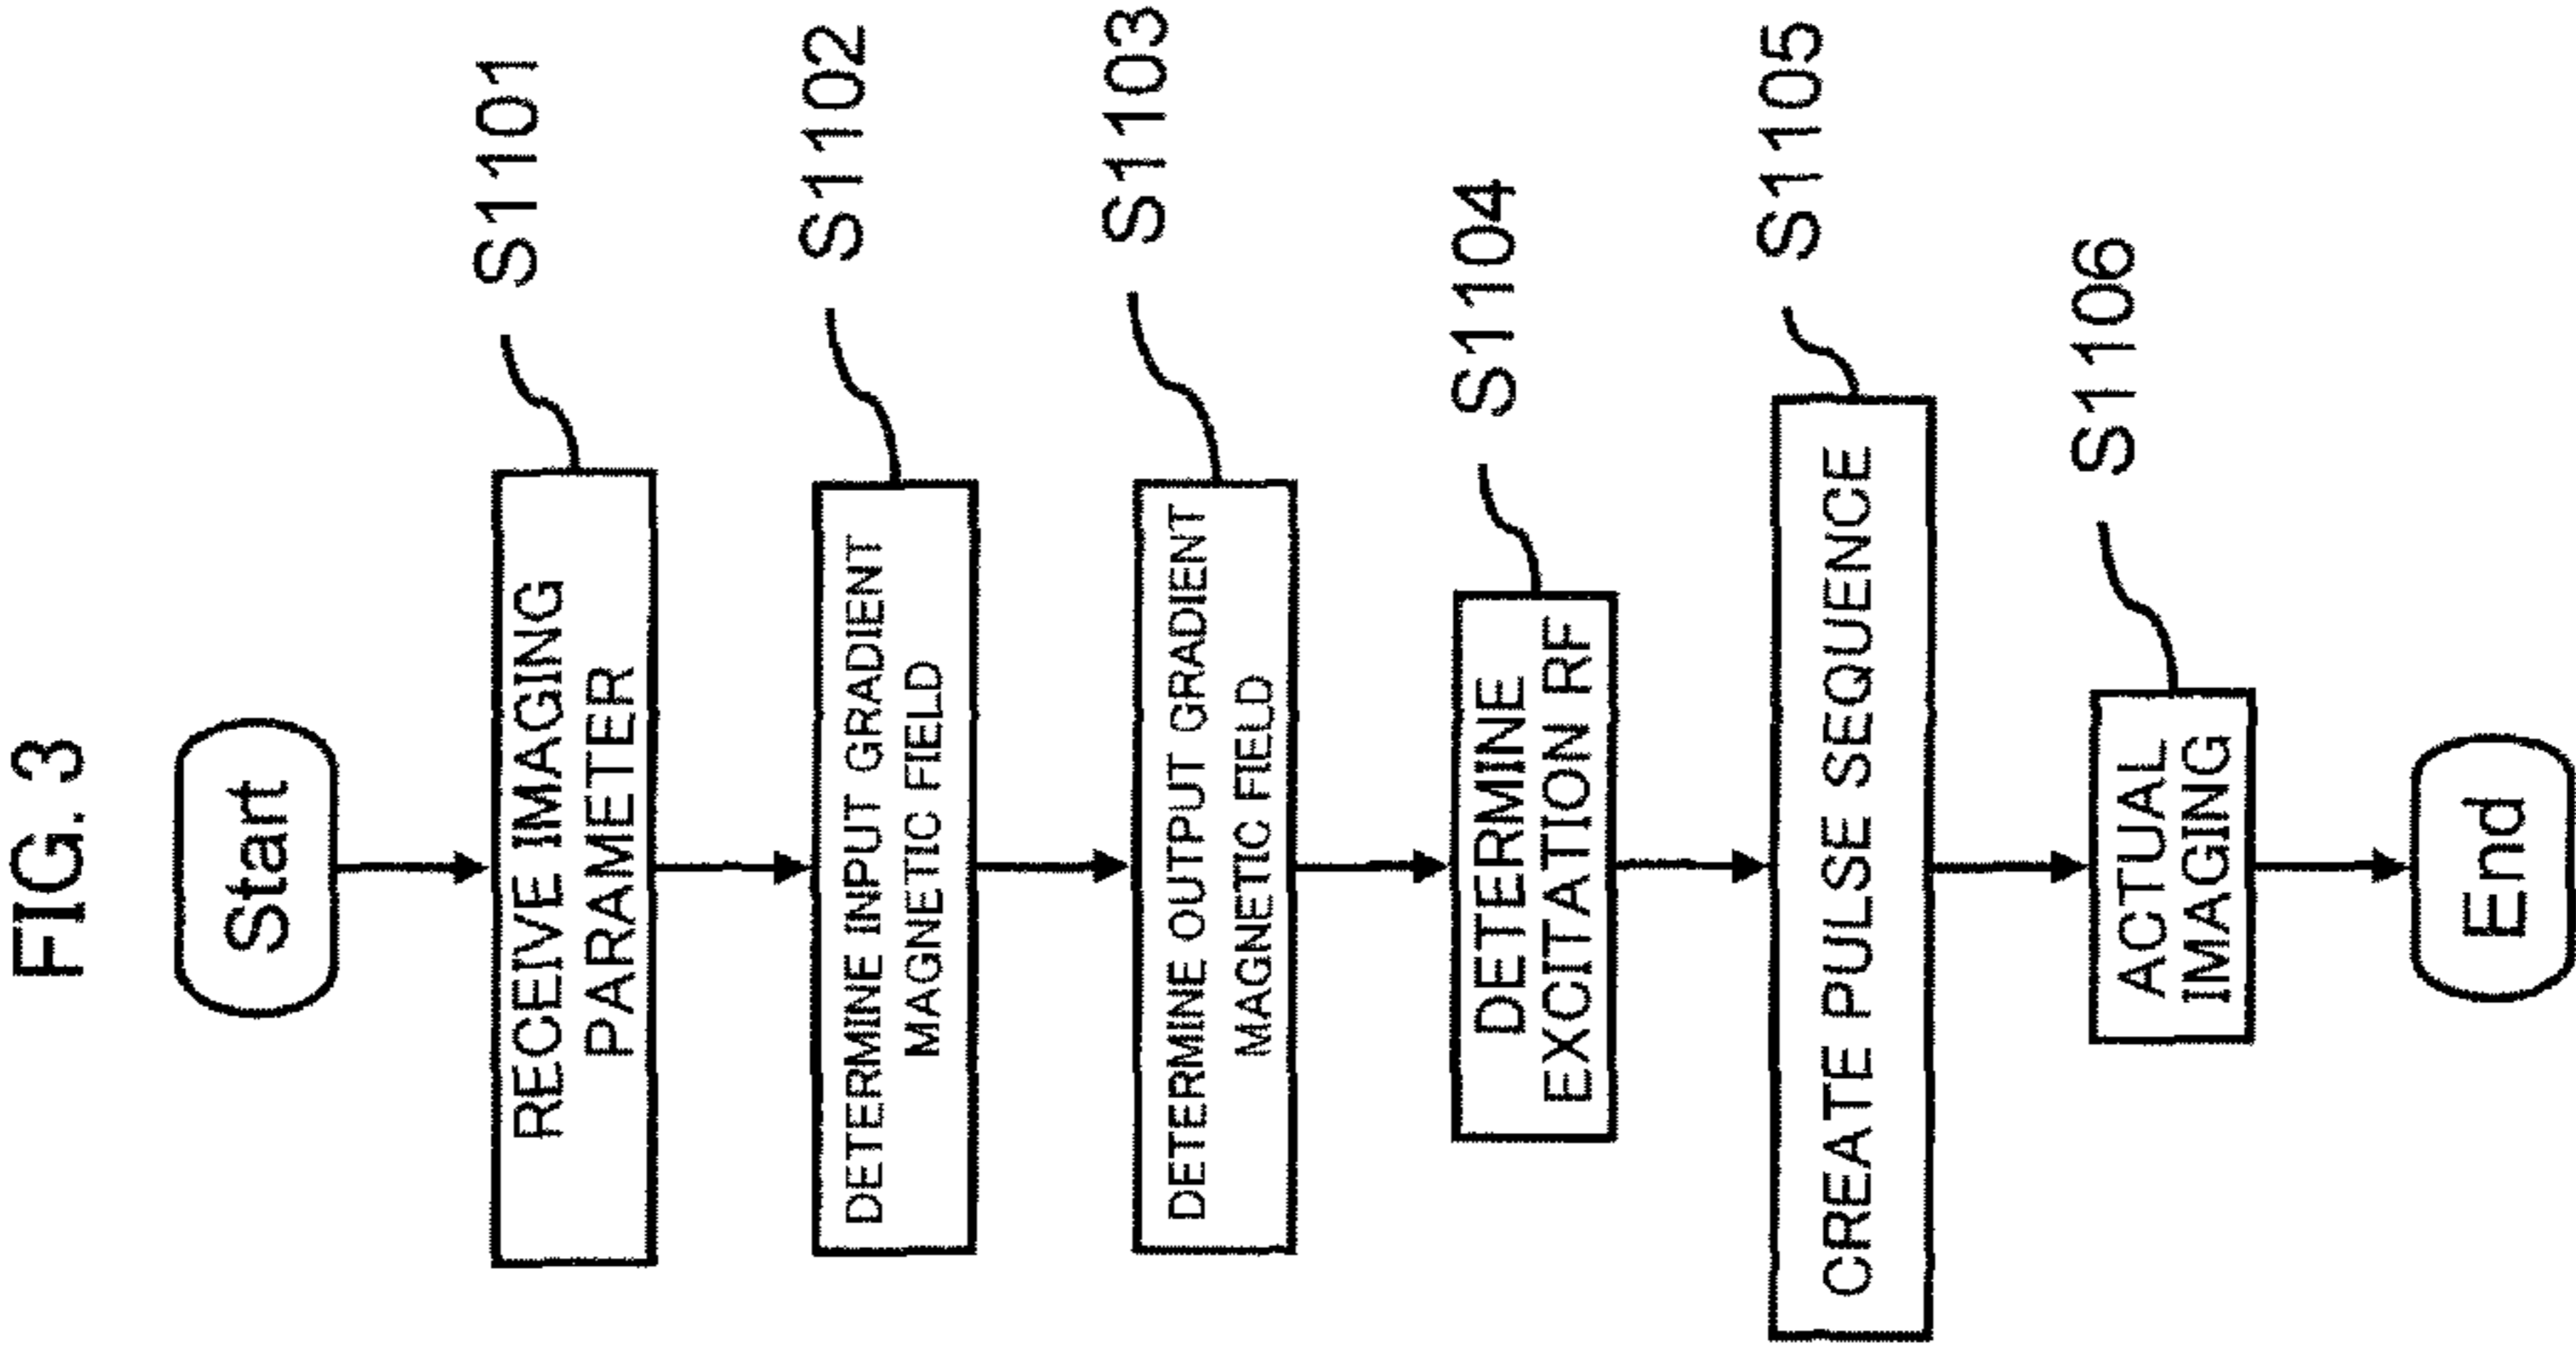 FIG. 3
Start
RECEIVE IMAGING
PARAMETER
S1101
DETERMINE INPUT GRADIENT
MAGNETIC FIELD
S1102
DETERMINE OUTPUT GRADIENT
MAGNETIC FIELD
S1103
DETERMINE
EXCITATION RF
S1104
CREATE PULSE SEQUENCE
S1105
ACTUAL
IMAGING
S1106
End